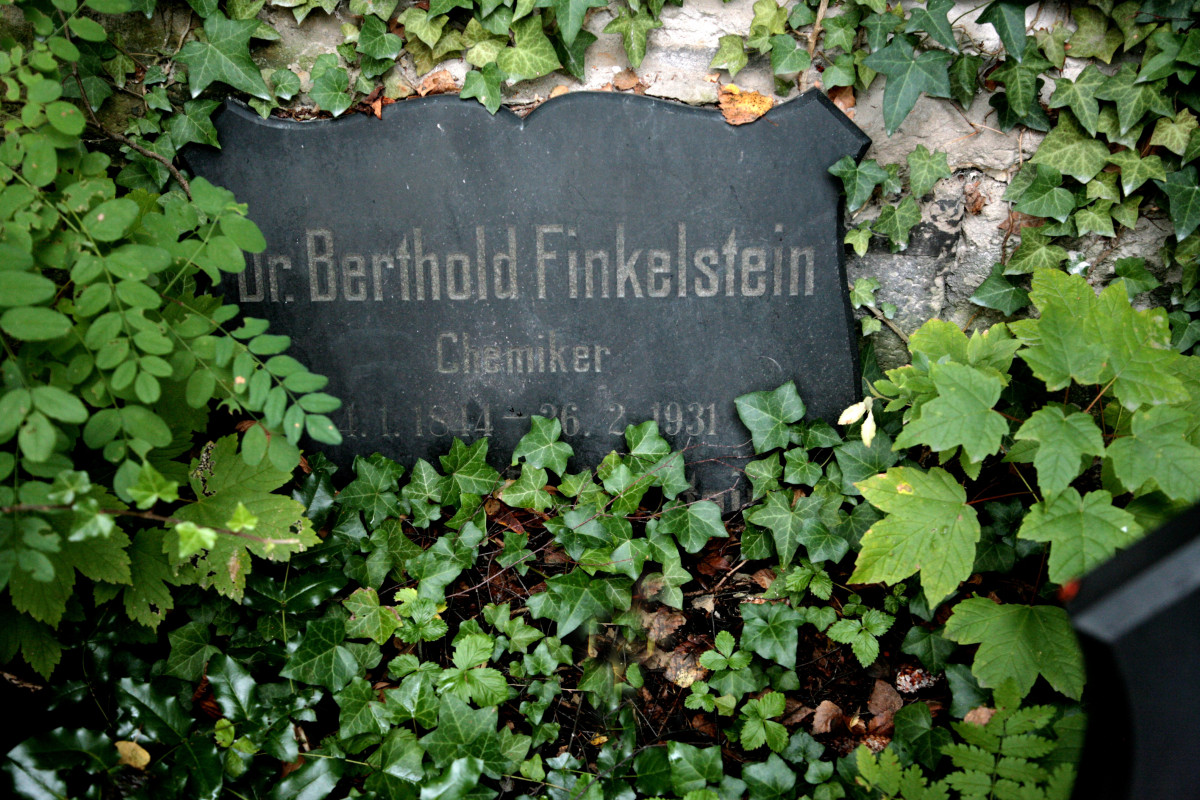 Dr. Berthold Finkelstein
Chemiker
4. 1. 1844 – 26. 2. 1931